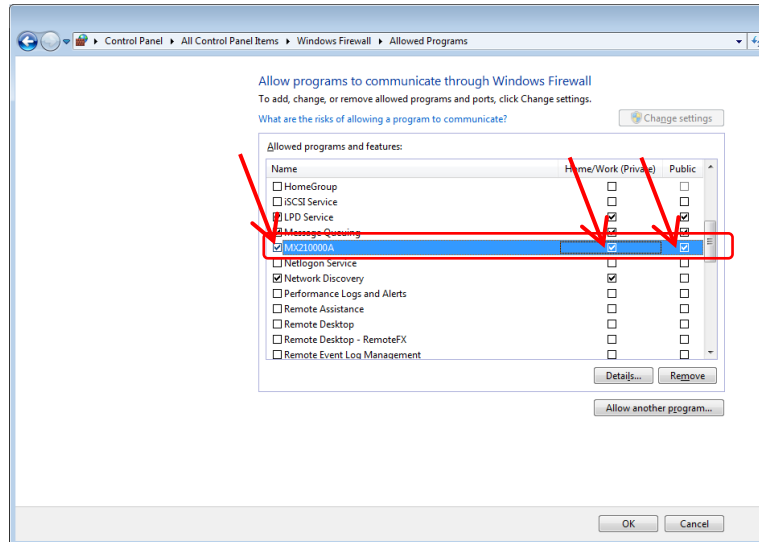 Control Panel ▸ All Control Panel Items ▸ Windows Firewall ▸ Allowed Programs
Allow programs to communicate through Windows Firewall
To add, change, or remove allowed programs and ports, click Change settings.
What are the risks of allowing a program to communicate?
Change settings
Allowed programs and features:
Name Home/Work (Private) Public
HomeGroup
iSCSI Service
LPD Service
Message Queuing
MX210000A
Netlogon Service
Network Discovery
Performance Logs and Alerts
Remote Assistance
Remote Desktop
Remote Desktop - RemoteFX
Remote Event Log Management
Details... Remove
Allow another program...
OK Cancel